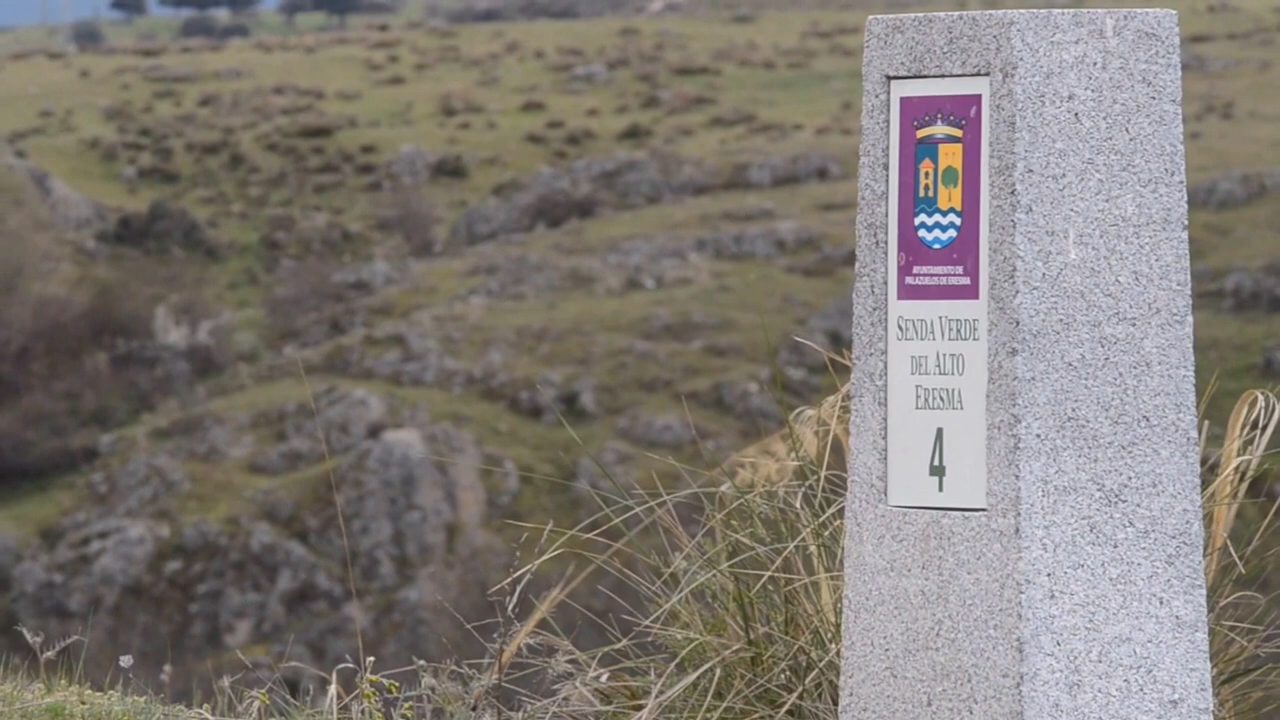 AYUNTAMIENTO DE
PALAZUELOS DE ERESMA
SENDA VERDE
DEL ALTO
ERESMA
4